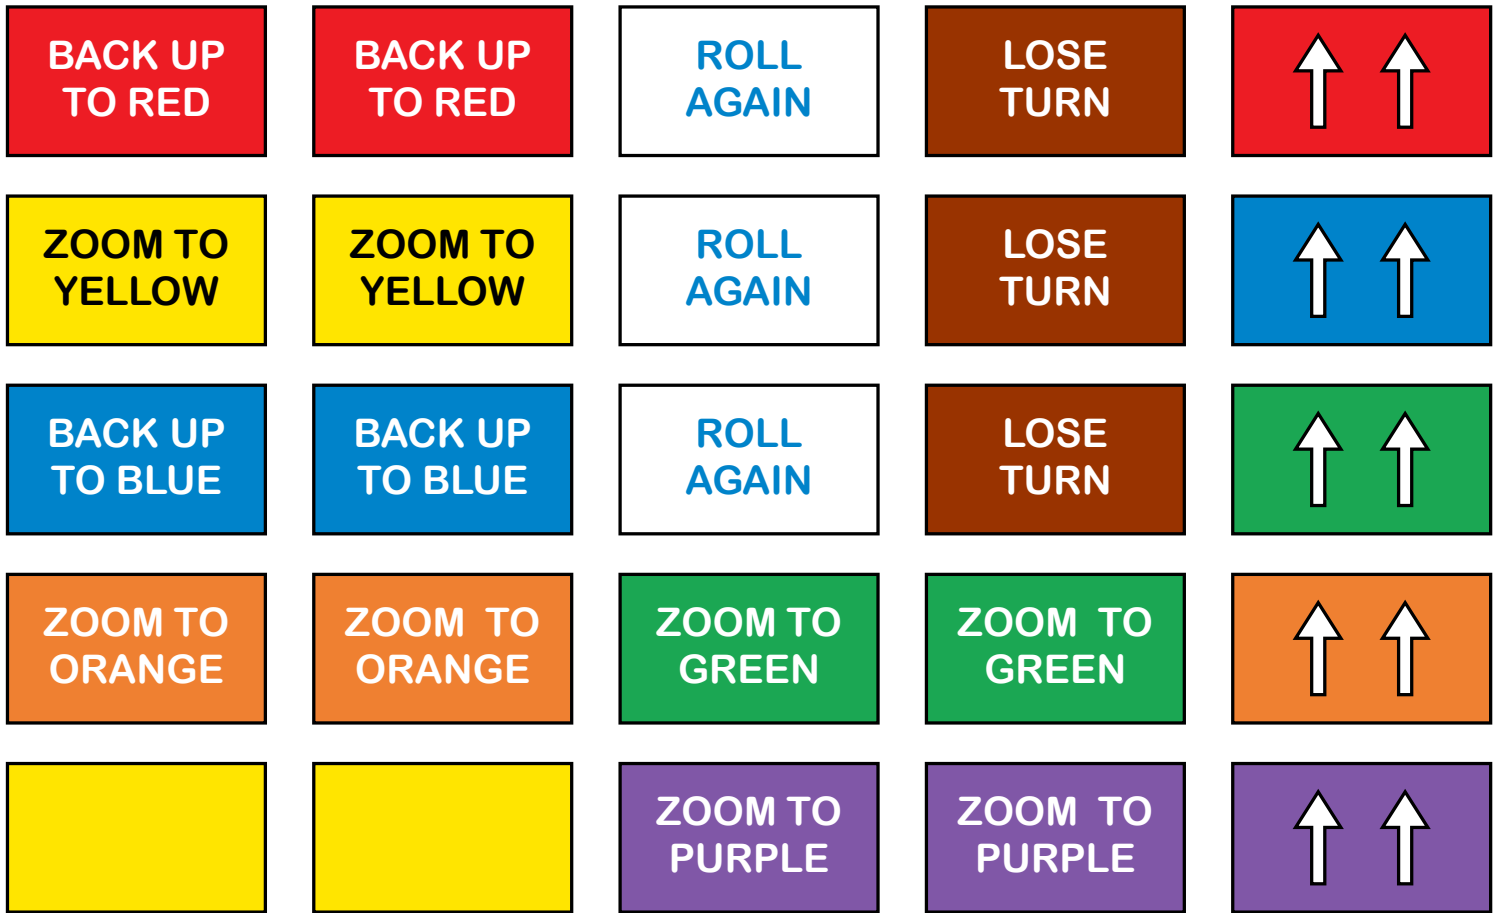 BACK UP
TO RED
BACK UP
TO RED
ROLL
AGAIN
LOSE
TURN
ZOOM TO
YELLOW
ZOOM TO
YELLOW
ROLL
AGAIN
LOSE
TURN
BACK UP
TO BLUE
BACK UP
TO BLUE
ROLL
AGAIN
LOSE
TURN
ZOOM TO
ORANGE
ZOOM TO
ORANGE
ZOOM TO
GREEN
ZOOM TO
GREEN
ZOOM TO
PURPLE
ZOOM TO
PURPLE